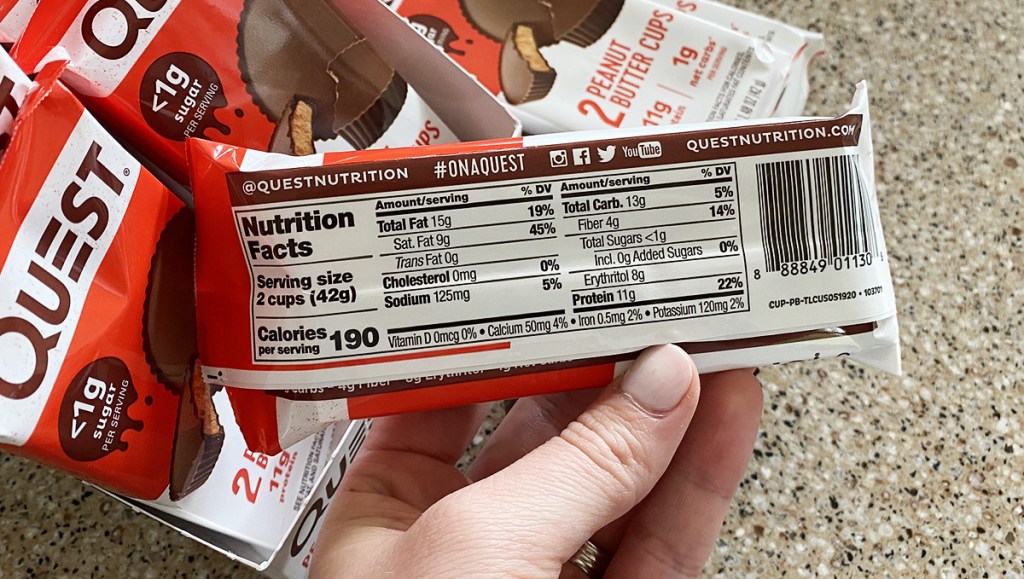 QUEST
<1g
sugar
PER SERVING
2 PEANUT
BUTTER CUPS
11g
1g
net carbs
QUEST®
<1g
sugar
PER SERVING
2
11g
protein
@QUESTNUTRITION #ONAQUEST YouTube QUESTNUTRITION.COM
Nutrition
Facts
Serving size
2 cups (42g)
Calories 190
per serving
Amount/serving % DV
Total Fat 15g 19%
Sat. Fat 9g 45%
Trans Fat 0g
Cholesterol 0mg 0%
Sodium 125mg 5%
Amount/serving % DV
Total Carb. 13g 5%
Fiber 4g 14%
Total Sugars <1g
Incl. 0g Added Sugars 0%
Erythritol 8g
Protein 11g 22%
Vitamin D 0mcg 0% • Calcium 50mg 4% • Iron 0.5mg 2% • Potassium 120mg 2%
8 88849 01130
CUP-PB-TLCUS051920 • 103701